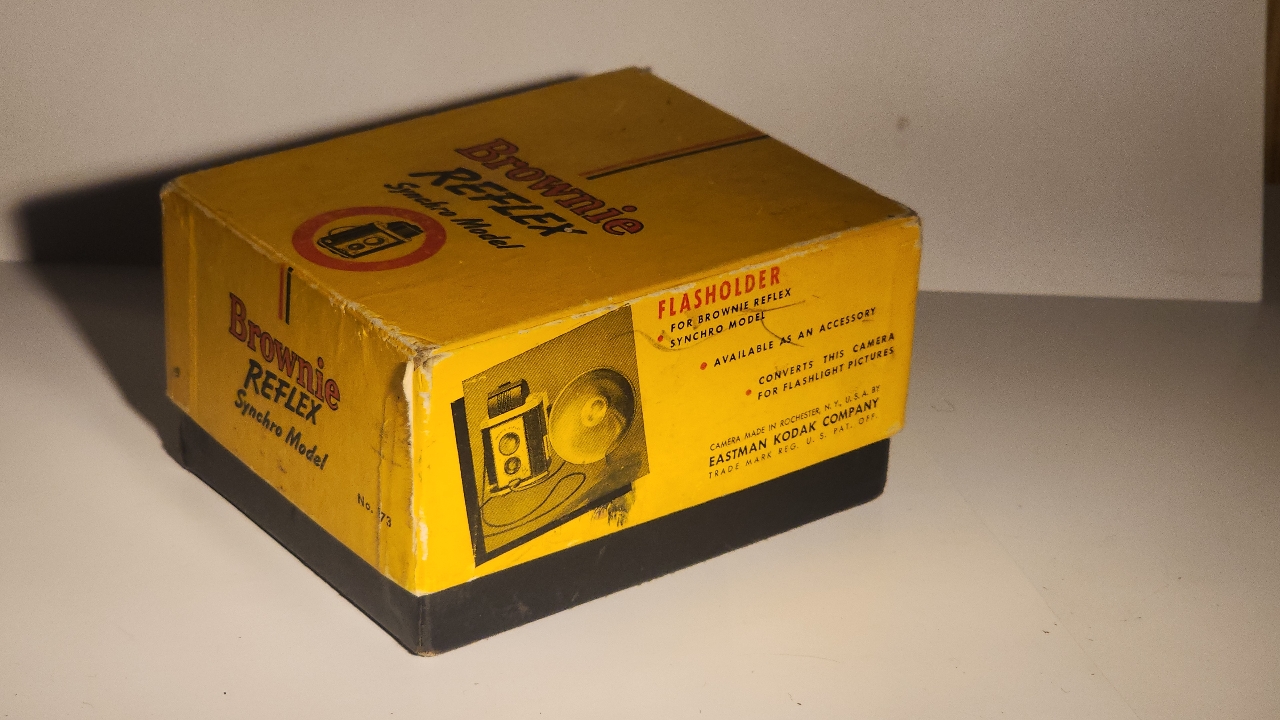 Brownie
REFLEX
Synchro Model
Brownie
REFLEX
Synchro Model
No.
FLASHOLDER
FOR BROWNIE REFLEX
• SYNCHRO MODEL
• AVAILABLE AS AN ACCESSORY
CONVERTS THIS CAMERA
• FOR FLASHLIGHT PICTURES
CAMERA MADE IN ROCHESTER, N. Y., U. S. A. BY
EASTMAN KODAK COMPANY
TRADE MARK REG. U. S. PAT. OFF.